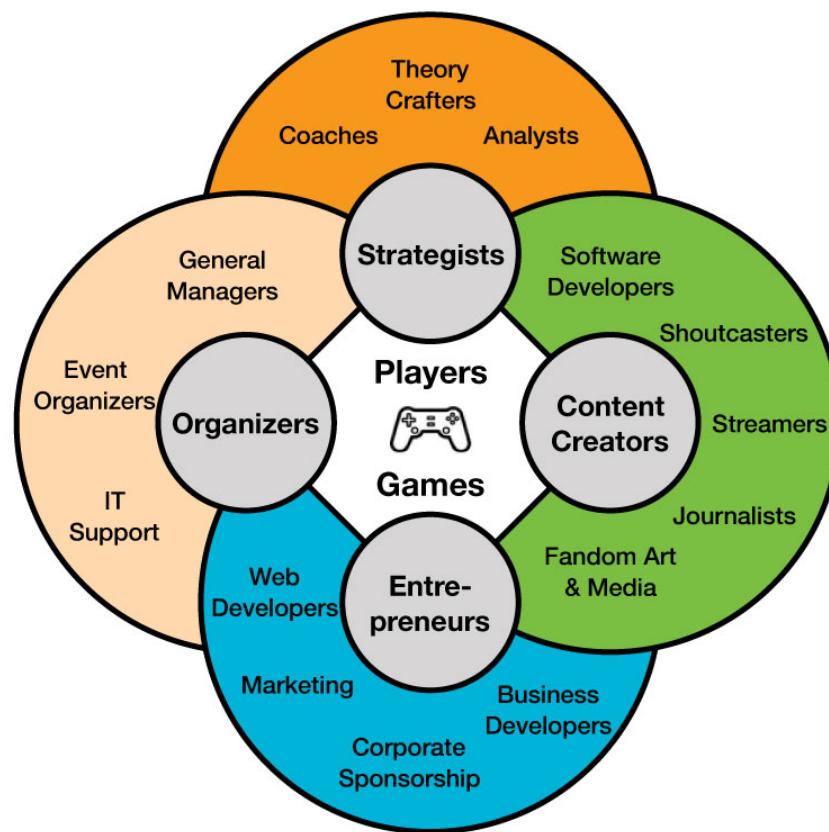 Theory
Crafters
Coaches
Analysts
Strategists
General
Managers
Software
Developers
Shoutcasters
Event
Organizers
Organizers
Players
Games
Content
Creators
Streamers
IT
Support
Journalists
Fandom Art
& Media
Web
Developers
Entre-
preneurs
Marketing
Business
Developers
Corporate
Sponsorship